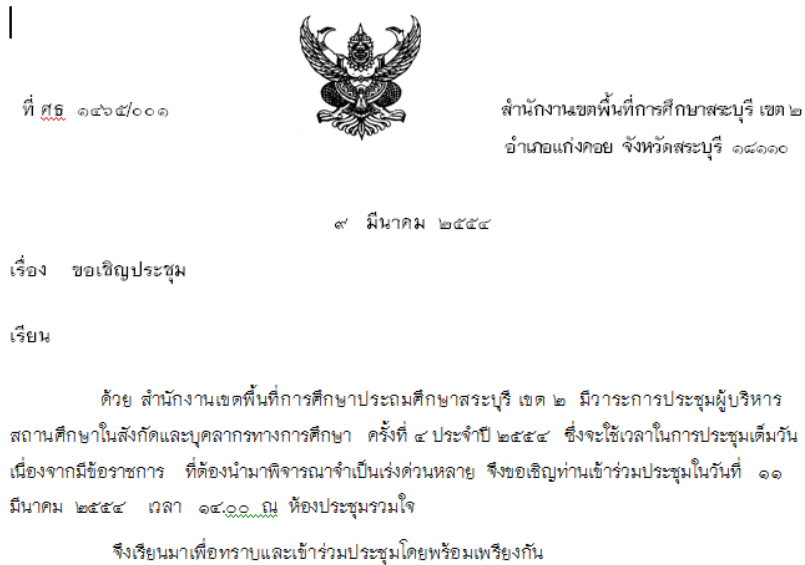 ที่ ศธ ๑๔๖๕/๐๐๑
สำนักงานเขตพื้นที่การศึกษาสระบุรี เขต ๒
อำเภอแก่งคอย จังหวัดสระบุรี ๑๘๑๑๐
๙ มีนาคม ๒๕๕๔
เรื่อง ขอเชิญประชุม
เรียน
ด้วย สำนักงานเขตพื้นที่การศึกษาประถมศึกษาสระบุรี เขต ๒ มีวาระการประชุมผู้บริหาร
สถานศึกษาในสังกัดและบุคลากรทางการศึกษา ครั้งที่ ๔ ประจำปี ๒๕๕๔ ซึ่งจะใช้เวลาในการประชุมเต็มวัน
เนื่องจากมีข้อราชการ ที่ต้องนำมาพิจารณาจำเป็นเร่งด่วนหลาย จึงขอเชิญท่านเข้าร่วมประชุมในวันที่ ๑๑
มีนาคม ๒๕๕๔ เวลา ๑๔.๐๐ ณ ห้องประชุมรวมใจ
จึงเรียนมาเพื่อทราบและเข้าร่วมประชุมโดยพร้อมเพรียงกัน